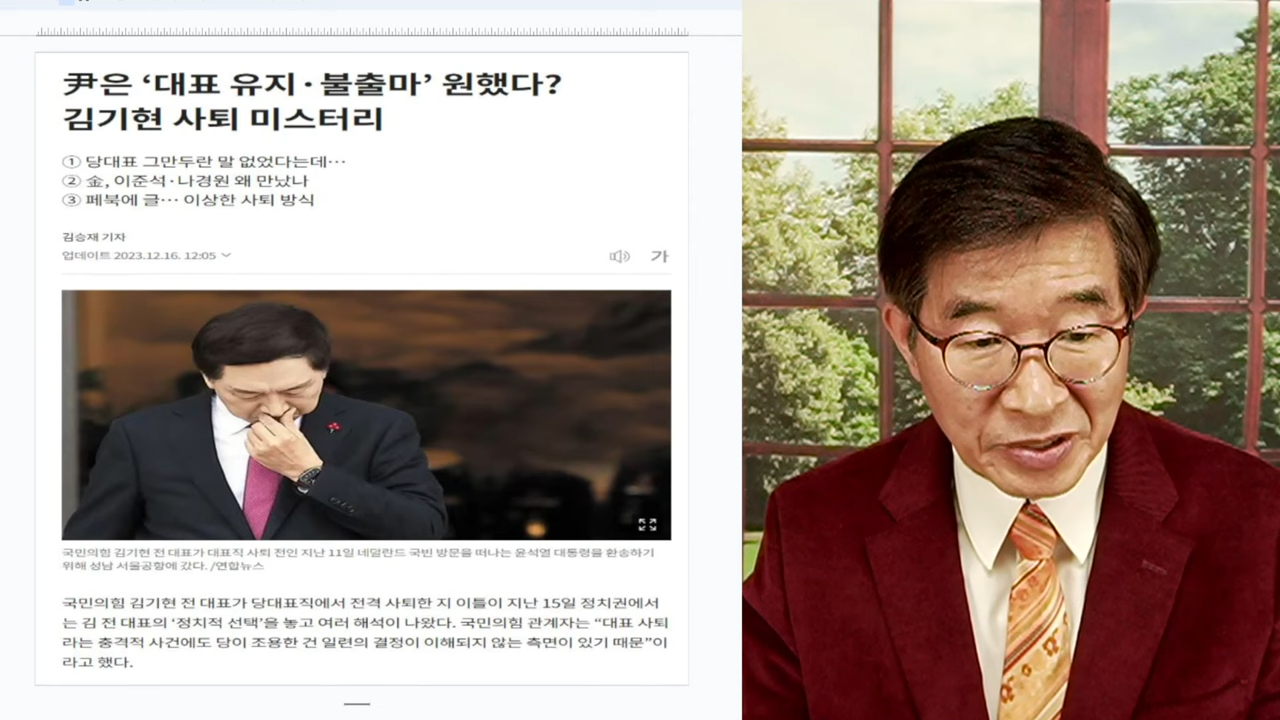 尹은 ‘대표 유지·불출마’ 원했다?
김기현 사퇴 미스터리
① 당대표 그만두란 말 없었다는데…
② 金, 이준석·나경원 왜 만났나
③ 페북에 글… 이상한 사퇴 방식
김승재 기자
업데이트 2023.12.16. 12:05
가
국민의힘 김기현 전 대표가 대표직 사퇴 전인 지난 11일 네덜란드 국빈 방문을 떠나는 윤석열 대통령을 환송하기
위해 성남 서울공항에 갔다. /연합뉴스
국민의힘 김기현 전 대표가 당대표직에서 전격 사퇴한 지 이틀이 지난 15일 정치권에서
는 김 전 대표의 ‘정치적 선택’을 놓고 여러 해석이 나왔다. 국민의힘 관계자는 “대표 사퇴
라는 충격적 사건에도 당이 조용한 건 일련의 결정이 이해되지 않는 측면이 있기 때문”이
라고 했다.